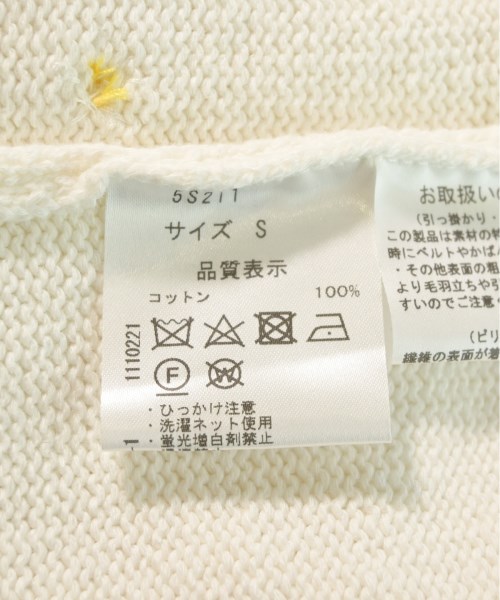 5S2i1
サイズ S
品質表示
コットン 100%
1110221
F
W
・ひっかけ注意
・洗濯ネット使用
・蛍光増白剤禁止
お取扱い
(引っ掛かり・
この製品は素材の特
時にベルトやかばん
・その他表面の粗
より毛羽立ちや引
すいのでご注意
(ピリ
繊維の表面が着